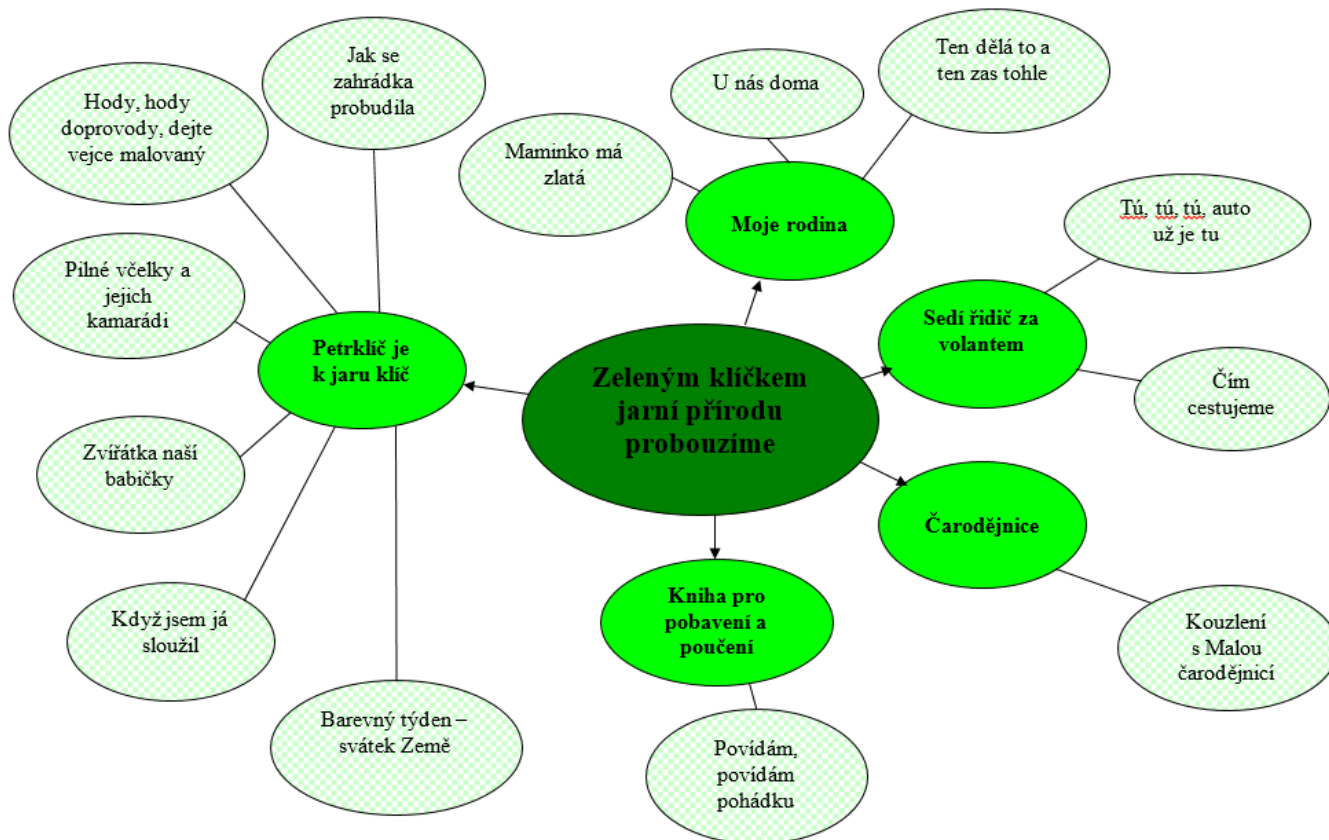 Jak se
zahrádka
probudila
Hody, hody
doprovody, dejte
vejce malovaný
Pilné včelky a
jejich
kamarádi
Petrklíč je
k jaru klíč
Zvířátka naší
babičky
Když jsem já
sloužil
Barevný týden –
svátek Země
U nás doma
Ten dělá to a
ten zas tohle
Maminko má
zlatá
Moje rodina
Tú, tú, tú, auto
už je tu
Sedí řidič za
volantem
Čím
cestujeme
Zeleným klíčkem
jarní přírodu
probouzíme
Čarodějnice
Kouzlení
s Malou
čarodějnicí
Kniha pro
pobavení a
poučení
Povídám,
povídám
pohádku